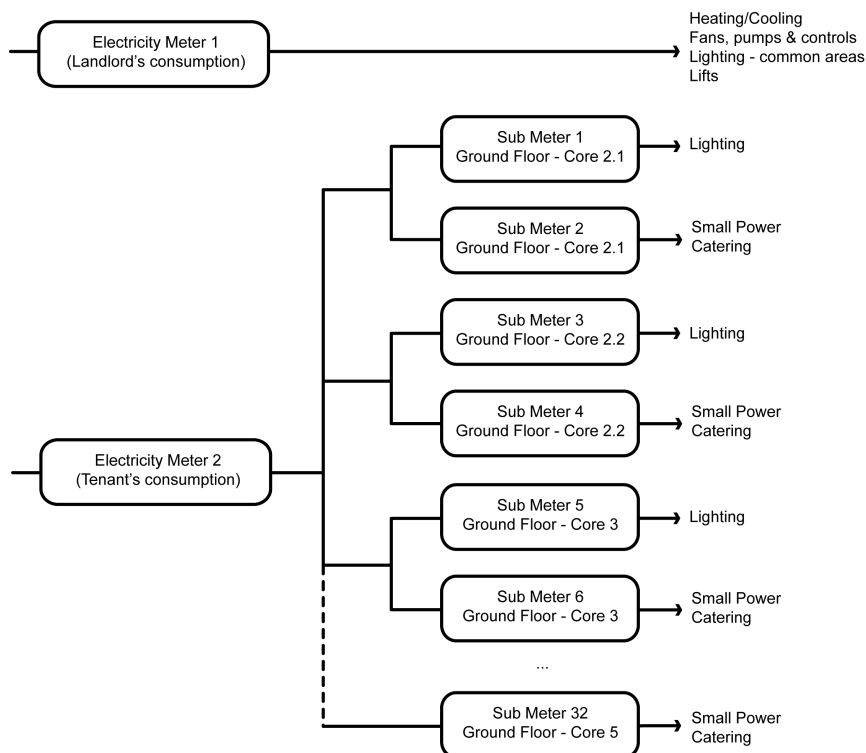 Electricity Meter 1
(Landlord's consumption)
Heating/Cooling
Fans, pumps & controls
Lighting - common areas
Lifts
Sub Meter 1
Ground Floor - Core 2.1
Lighting
Sub Meter 2
Ground Floor - Core 2.1
Small Power
Catering
Sub Meter 3
Ground Floor - Core 2.2
Lighting
Sub Meter 4
Ground Floor - Core 2.2
Small Power
Catering
Electricity Meter 2
(Tenant's consumption)
Sub Meter 5
Ground Floor - Core 3
Lighting
Sub Meter 6
Ground Floor - Core 3
Small Power
Catering
...
Sub Meter 32
Ground Floor - Core 5
Small Power
Catering